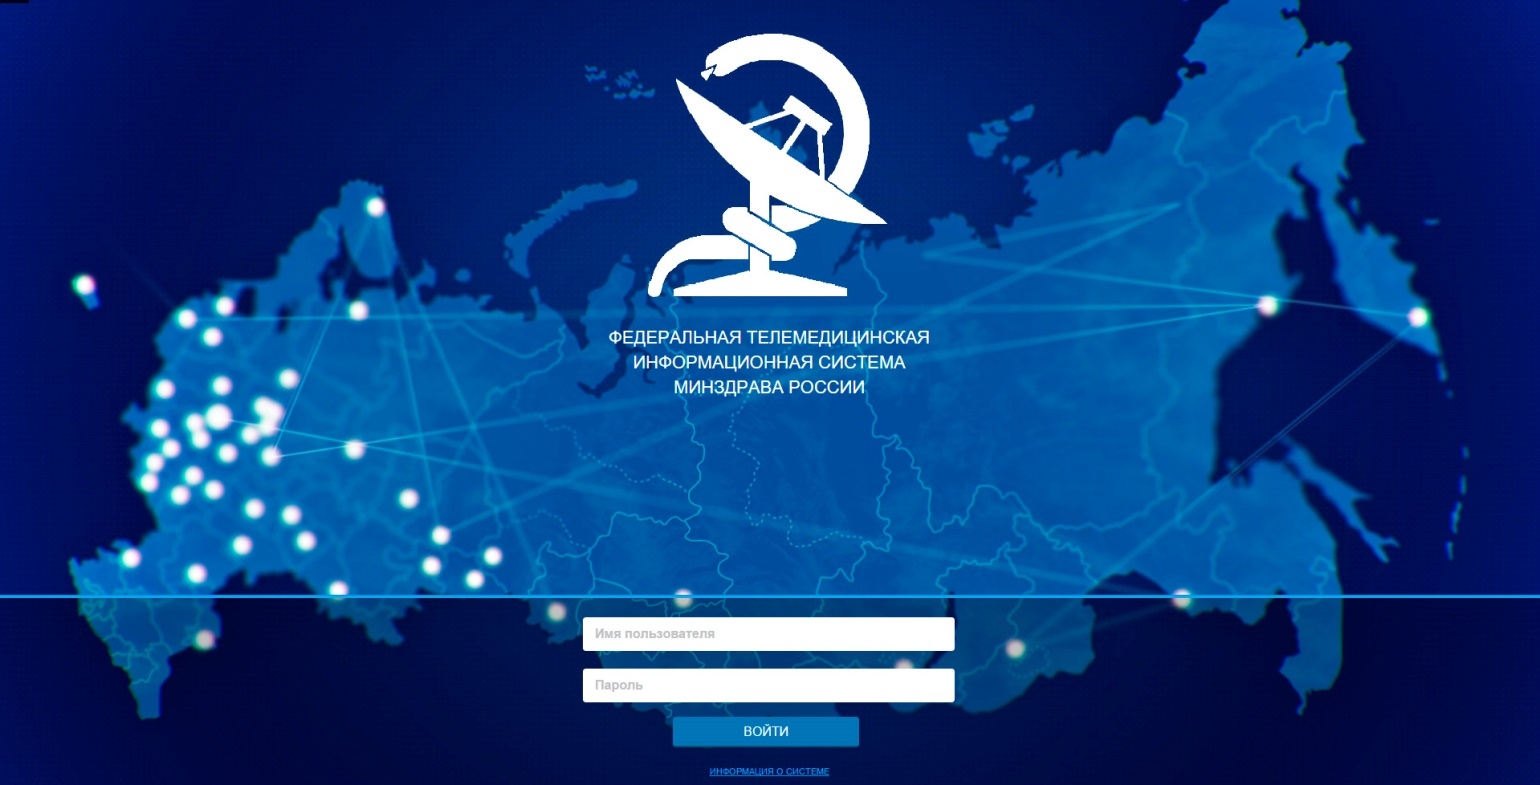 ФЕДЕРАЛЬНАЯ ТЕЛЕМЕДИЦИНСКАЯ
ИНФОРМАЦИОННАЯ СИСТЕМА
МИНЗДРАВА РОССИИ
Имя пользователя
Пароль
ВОЙТИ
ИНФОРМАЦИЯ О СИСТЕМЕ